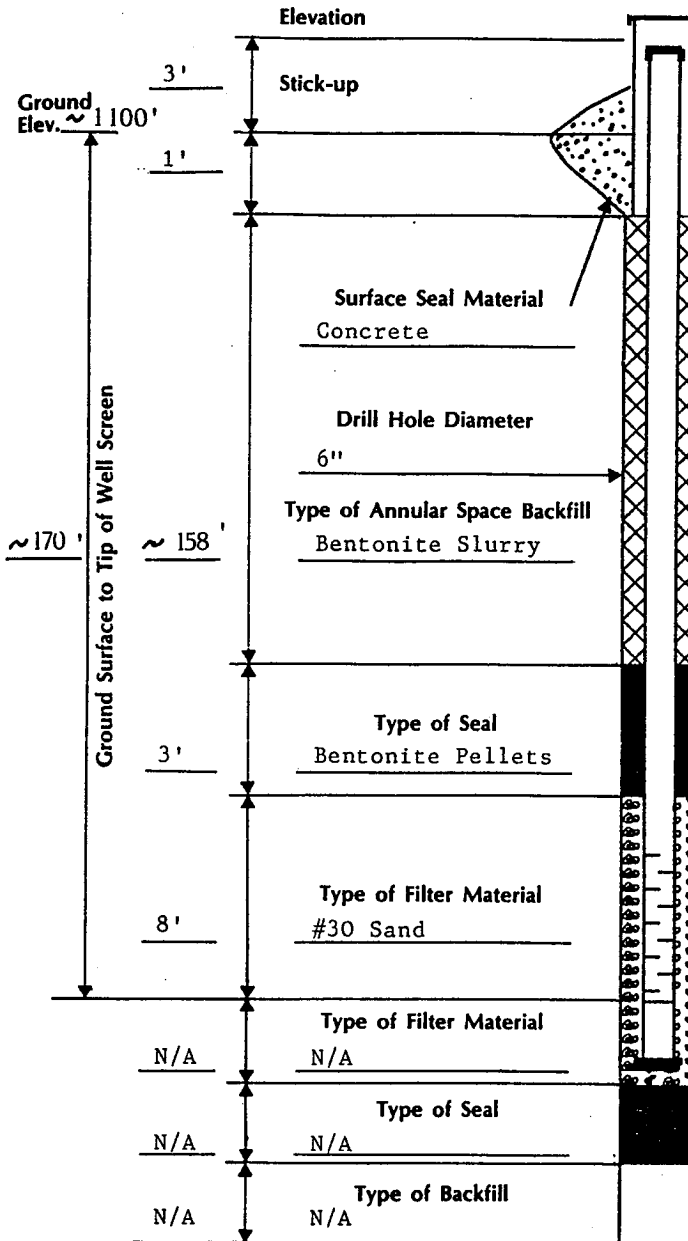 Elevation
3'
Stick-up
Ground
Elev. ~ 1100'
1'
Surface Seal Material
Concrete
Drill Hole Diameter
6"
Type of Annular Space Backfill
~170 '
~ 158 '
Bentonite Slurry
Ground Surface to Tip of Well Screen
Type of Seal
3'
Bentonite Pellets
Type of Filter Material
8'
#30 Sand
Type of Filter Material
N/A
N/A
Type of Seal
N/A
N/A
Type of Backfill
N/A
N/A